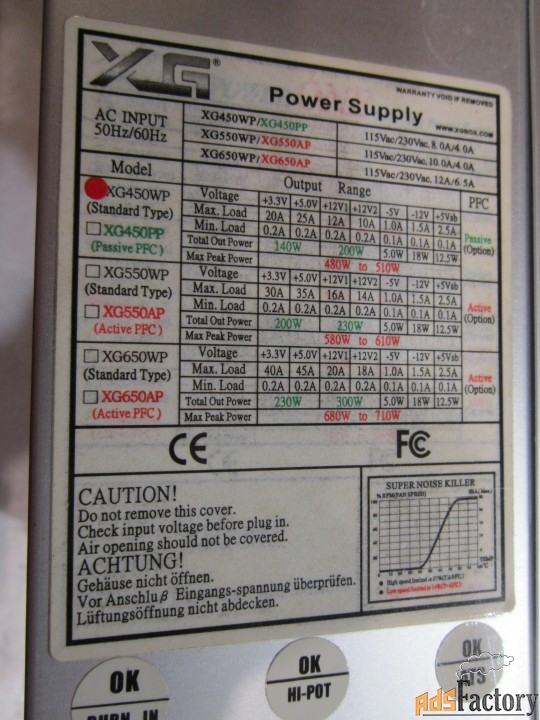 XG®
Power Supply
WARRANTY VOID IF REMOVED
WWW.XGBOX.COM
AC INPUT
50Hz/60Hz
XG450WP/XG450PP 115Vac/230Vac, 8.0A/4.0A
XG550WP/XG550AP 115Vac/230Vac, 10.0A/4.0A
XG650WP/XG650AP 115Vac/230Vac, 12A/6.5A
Model Output Range PFC
XG450WP
(Standard Type)
XG450PP
(Passive PFC)
Voltage +3.3V +5.0V +12V1 +12V2 -5V -12V +5Vsb
Max. Load 20A 25A 12A 10A 1.0A 1.5A 2.5A
Min. Load 0.2A 0.2A 0.2A 0.2A 0.1A 0.1A 0.1A
Total Out Power 140W 200W 5.0W 18W 12.5W
Max Peak Power 480W to 510W
Passive
(Option)
XG550WP
(Standard Type)
XG550AP
(Active PFC)
Voltage +3.3V +5.0V +12V1 +12V2 -5V -12V +5Vsb
Max. Load 30A 35A 16A 14A 1.0A 1.5A 2.5A
Min. Load 0.2A 0.2A 0.2A 0.2A 0.1A 0.1A 0.1A
Total Out Power 200W 230W 5.0W 18W 12.5W
Max Peak Power 580W to 610W
Active
(Option)
XG650WP
(Standard Type)
XG650AP
(Active PFC)
Voltage +3.3V +5.0V +12V1 +12V2 -5V -12V +5Vsb
Max. Load 40A 45A 20A 18A 1.0A 1.5A 2.5A
Min. Load 0.2A 0.2A 0.2A 0.2A 0.1A 0.1A 0.1A
Total Out Power 230W 300W 5.0W 18W 12.5W
Max Peak Power 680W to 710W
Active
(Option)
CE FC
CAUTION!
Do not remove this cover.
Check input voltage before plug in.
Air opening should not be covered.
ACHTUNG!
Gehäuse nicht öffnen.
Vor Anschluβ Eingangs-spannung überprüfen.
Lüftungsöffnung nicht abdecken.
SUPER NOISE KILLER
% RPM(FAN SPEED)
TEMP
OK
BURN IN
OK
HI-POT
OK
AdsFactory